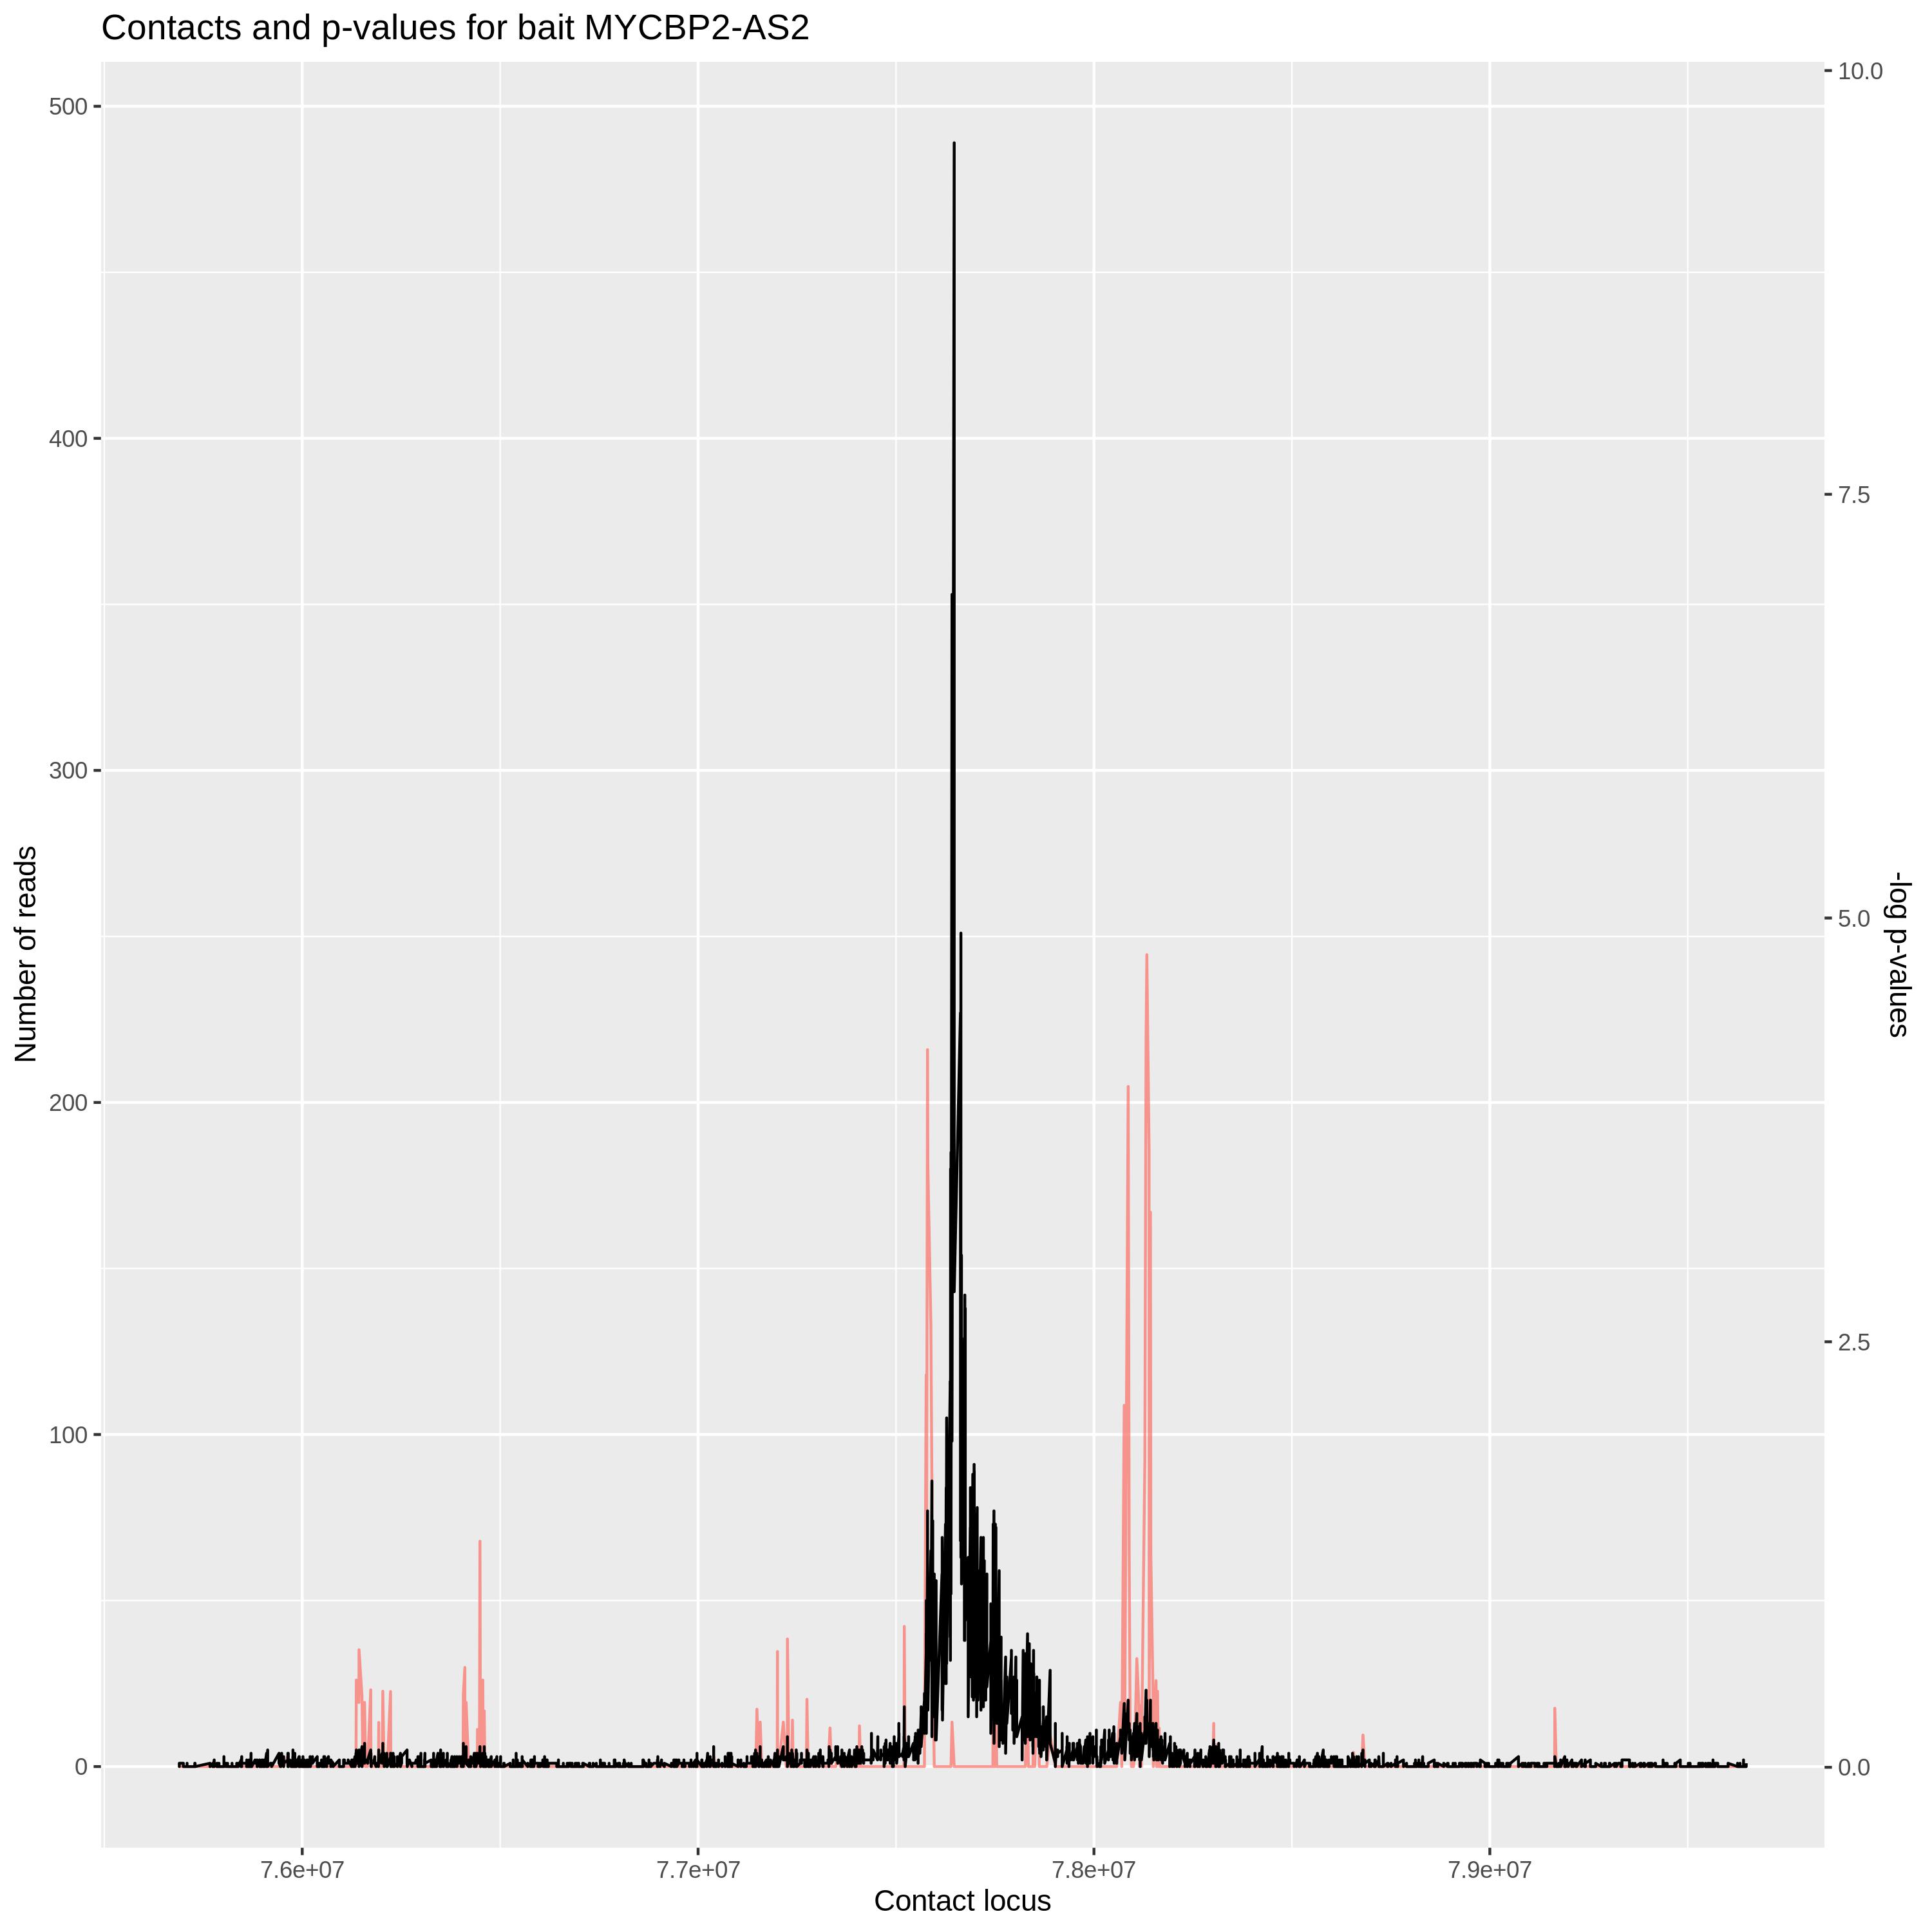 Contacts and p-values for bait MYCBP2-AS2
500
400
300
200
100
0
Number of reads
10.0
7.5
5.0
2.5
0.0
-log p-values
7.6e+07 7.7e+07 7.8e+07 7.9e+07
Contact locus